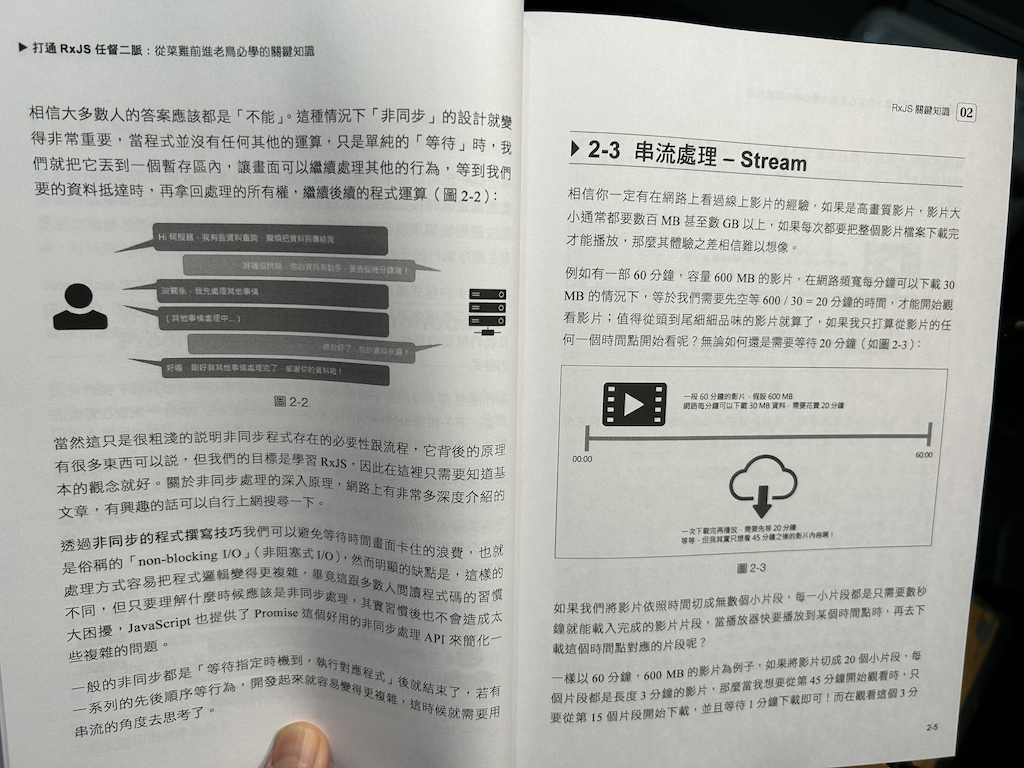 ▶ 打通 RxJS 任督二脈：從菜雞前進老鳥必學的關鍵知識
相信大多數人的答案應該都是「不能」。這種情況下「非同步」的設計就變
得非常重要，當程式並沒有任何其他的運算，只是單純的「等待」時，我
們就把它丟到一個暫存區內，讓畫面可以繼續處理其他的行為，等到我們
要的資料抵達時，再拿回處理的所有權，繼續後續的程式運算（圖 2-2）：
Hi 伺服器，我有些資料查詢，麻煩把資料回傳給我
好喔沒問題，你的資料有點多，要過個幾分鐘喔！
沒關係，我先處理其他事情
（其他事情處理中...）
終於好了，你的資料來囉！
好喔，剛好我其他事情處理完了，感謝你的資料啦！
圖 2-2
當然這只是很粗淺的說明非同步程式存在的必要性跟流程，它背後的原理
有很多東西可以說，但我們的目標是學習 RxJS，因此在這裡只需要知道基
本的觀念就好。關於非同步處理的深入原理，網路上有非常多深度介紹的
文章，有興趣的話可以自行上網搜尋一下。
透過非同步的程式撰寫技巧我們可以避免等待時間畫面卡住的浪費，也就
是俗稱的「non-blocking I/O」（非阻塞式 I/O），然而明顯的缺點是，這樣的
處理方式容易把程式邏輯變得更複雜，畢竟這跟多數人閱讀程式碼的習慣
不同，但只要理解什麼時候應該是非同步處理，其實習慣後也不會造成太
大困擾，JavaScript 也提供了 Promise 這個好用的非同步處理 API 來簡化一
些複雜的問題。
一般的非同步都是「等待指定時機到，執行對應程式」後就結束了，若有
一系列的先後順序等行為，開發起來就容易變得更複雜，這時候就需要用
串流的角度去思考了。
RxJS 關鍵知識 02
▶ 2-3 串流處理 – Stream
相信你一定有在網路上看過線上影片的經驗，如果是高畫質影片，影片大
小通常都要數百 MB 甚至數 GB 以上，如果每次都要把整個影片檔案下載完
才能播放，那麼其體驗之差相信難以想像。
例如有一部 60 分鐘，容量 600 MB 的影片，在網路頻寬每分鐘可以下載 30
MB 的情況下，等於我們需要先空等 600 / 30 = 20 分鐘的時間，才能開始觀
看影片；值得從頭到尾細細品味的影片就算了，如果我只打算從影片的任
何一個時間點開始看呢？無論如何還是需要等待 20 分鐘（如圖 2-3）：
一段 60 分鐘的影片，假設 600 MB
網路每分鐘可以下載 30 MB 資料，需要花費 20 分鐘
00:00
60:00
一次下載完再播放，需要先等 20 分鐘
等等，但我其實只想看 45 分鐘之後的影片內容啊！
圖 2-3
如果我們將影片依照時間切成無數個小片段，每一小片段都是只需要數秒
鐘就能載入完成的影片片段，當播放器快要播放到某個時間點時，再去下
載這個時間點對應的片段呢？
一樣以 60 分鐘，600 MB 的影片為例子，如果將影片切成 20 個小片段，每
個片段都是長度 3 分鐘的影片，那麼當我想要從第 45 分鐘開始觀看時，只
要從第 15 個片段開始下載，並且等待 1 分鐘下載即可！而在觀看這個 3 分
2-5